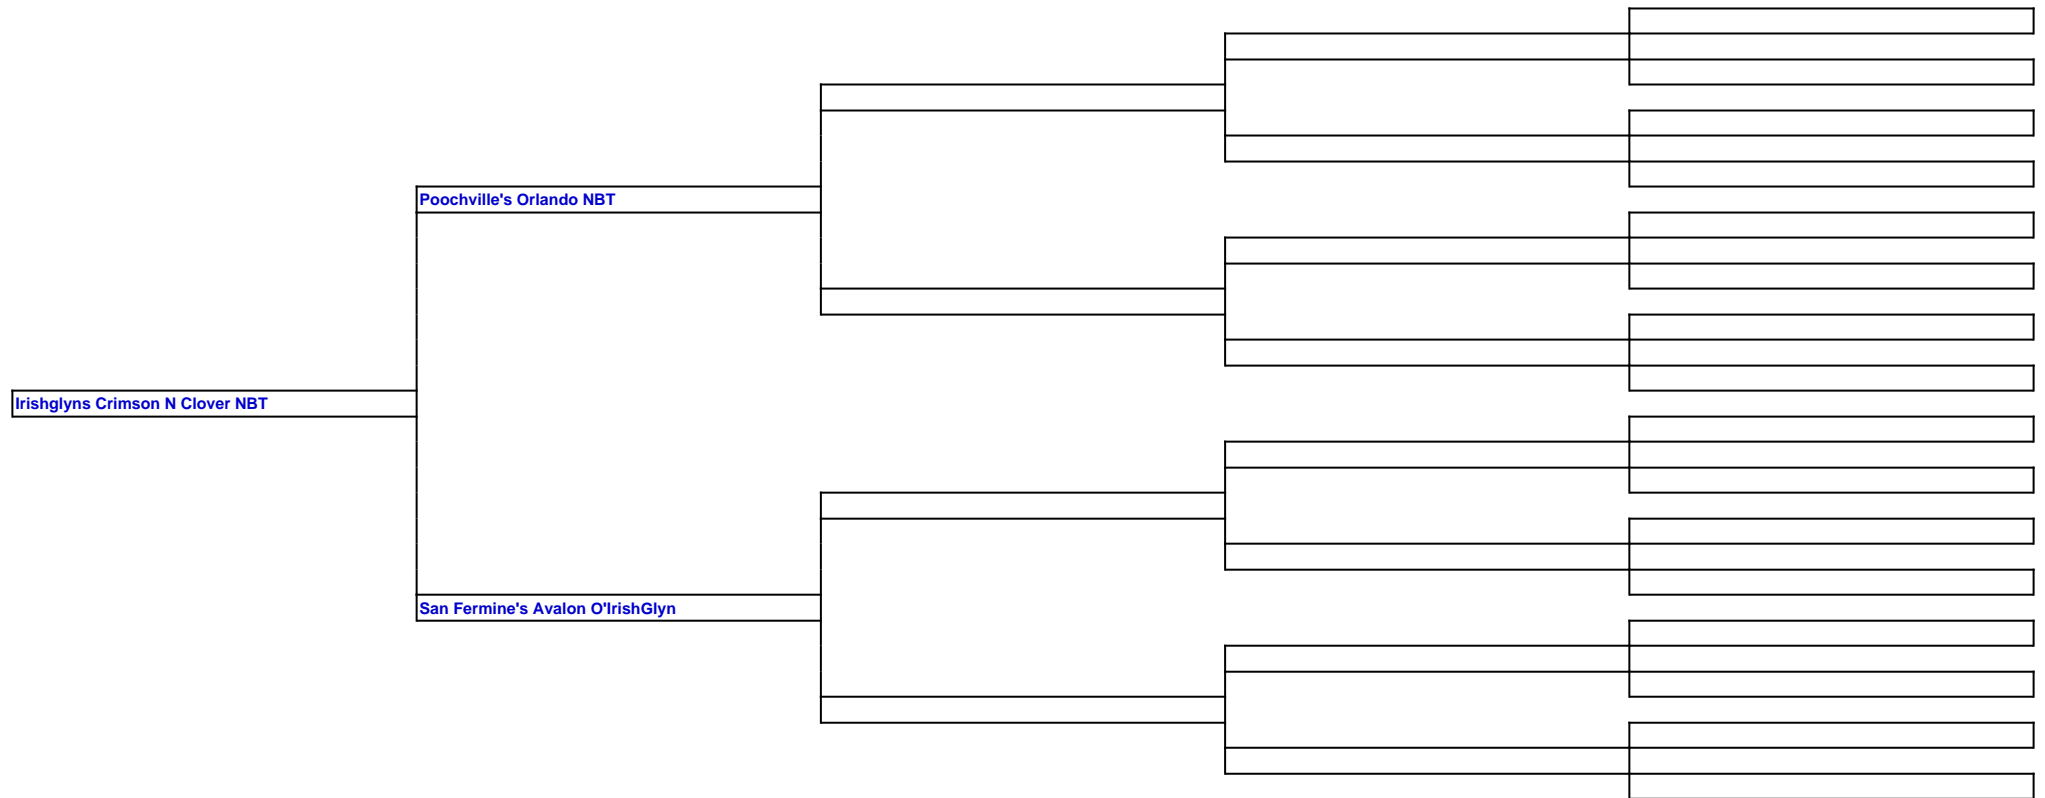 Poochville's Orlando NBT
Irishglyns Crimson N Clover NBT
San Fermine's Avalon O'IrishGlyn